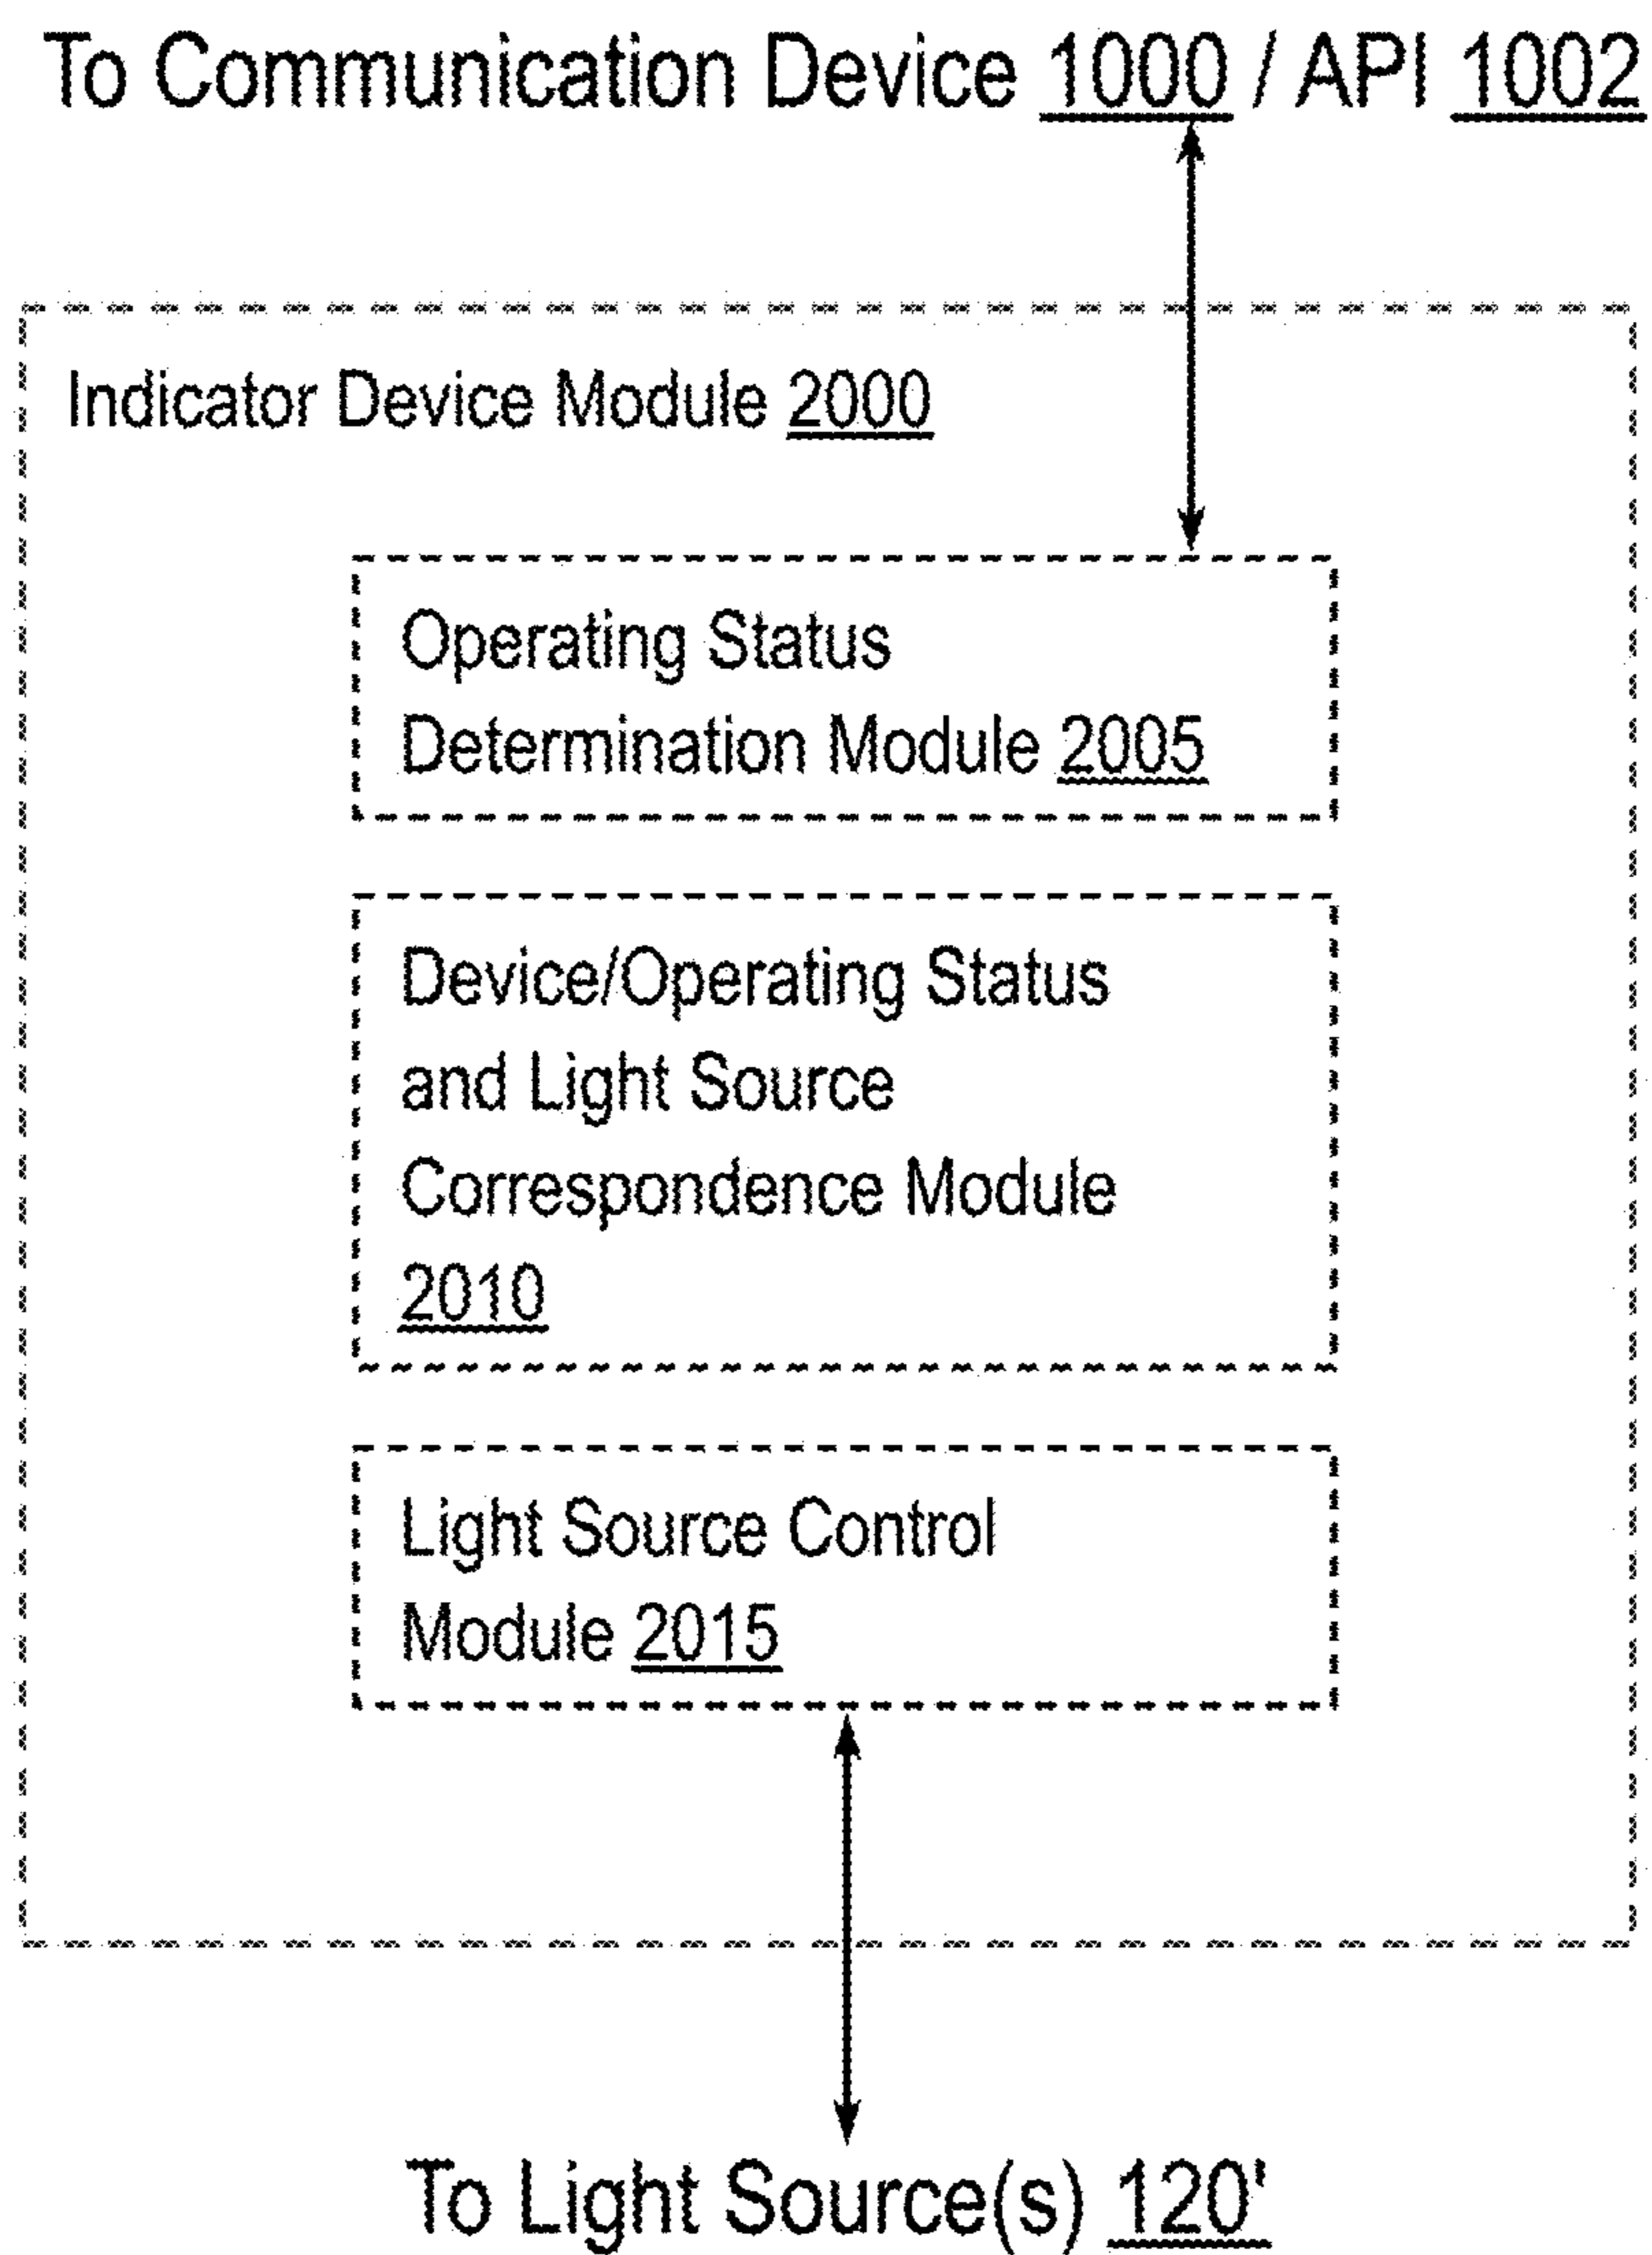 To Communication Device 1000 / API 1002
Indicator Device Module 2000
Operating Status
Determination Module 2005
Device/Operating Status
and Light Source
Correspondence Module
2010
Light Source Control
Module 2015
To Light Source(s) 120'